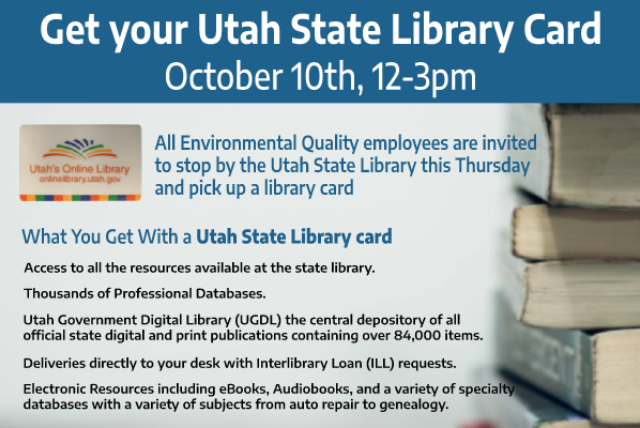 Get your Utah State Library Card
October 10th, 12-3pm
Utah's Online Library
onlinelibrary.utah.gov
All Environmental Quality employees are invited
to stop by the Utah State Library this Thursday
and pick up a library card
What You Get With a Utah State Library card
Access to all the resources available at the state library.
Thousands of Professional Databases.
Utah Government Digital Library (UGDL) the central depository of all
official state digital and print publications containing over 84,000 items.
Deliveries directly to your desk with Interlibrary Loan (ILL) requests.
Electronic Resources including eBooks, Audiobooks, and a variety of specialty
databases with a variety of subjects from auto repair to genealogy.